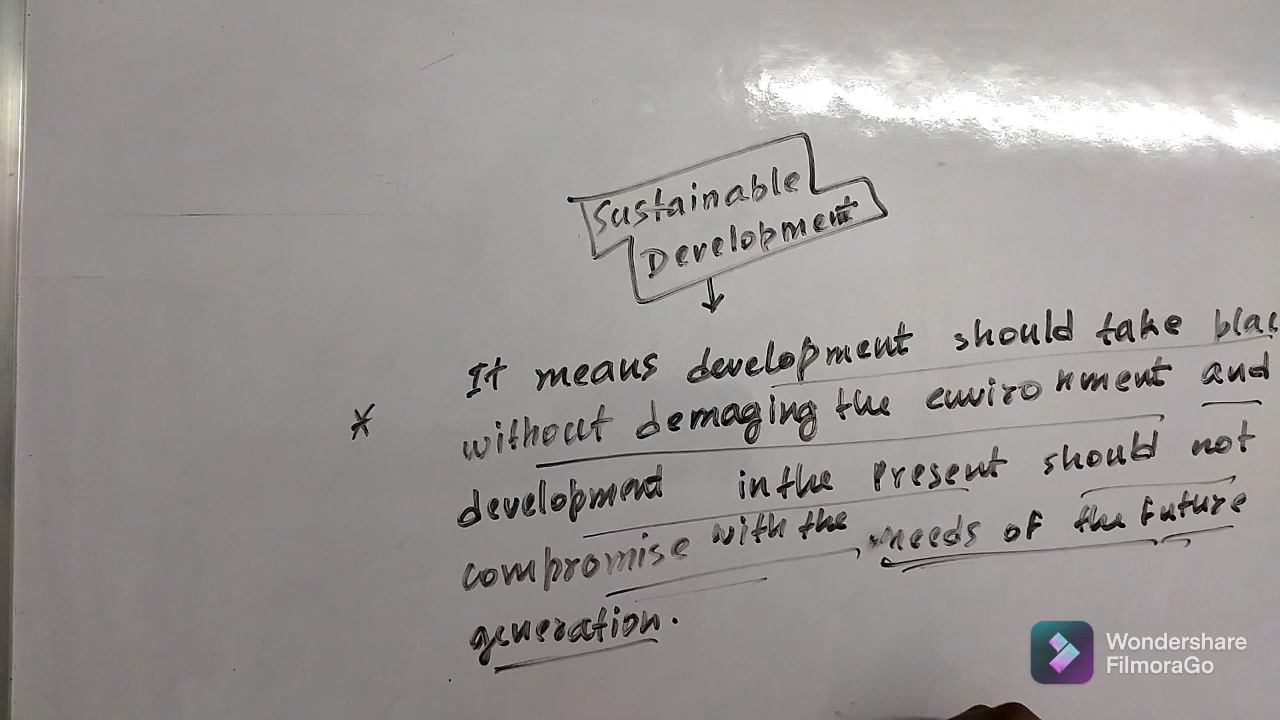 Sustainable
Development
It means development should take blac
without demaging the environment and
development in the present should not
compromise with the needs of the future
generation.
Wondershare
FilmoraGo